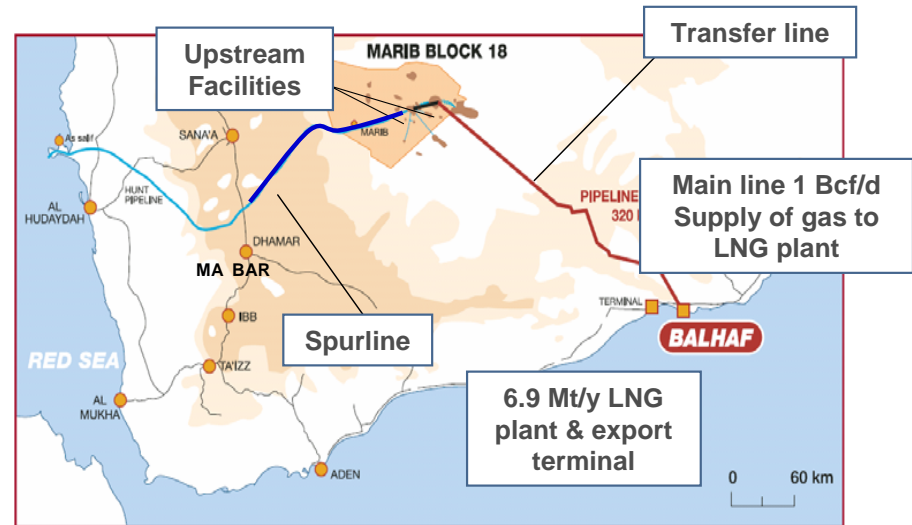 Upstream
Facilities
MARIB BLOCK 18
Transfer line
As salif
SANA'A
MARIB
HUNT
PIPELINE
AL
HUDAYDAH
PIPELINE
320
Main line 1 Bcf/d
Supply of gas to
LNG plant
DHAMAR
MA BAR
TERMINAL
IBB
Spurline
BALHAF
RED SEA
TA'IZZ
AL
MUKHA
6.9 Mt/y LNG
plant & export
terminal
ADEN
0 60 km